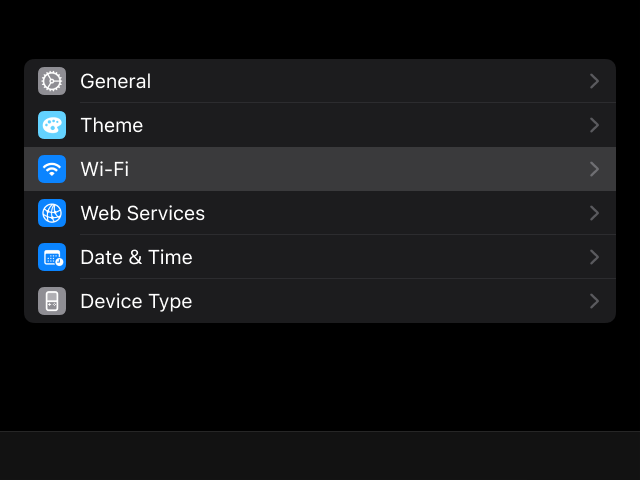 General
Theme
Wi-Fi
Web Services
Date & Time
Device Type